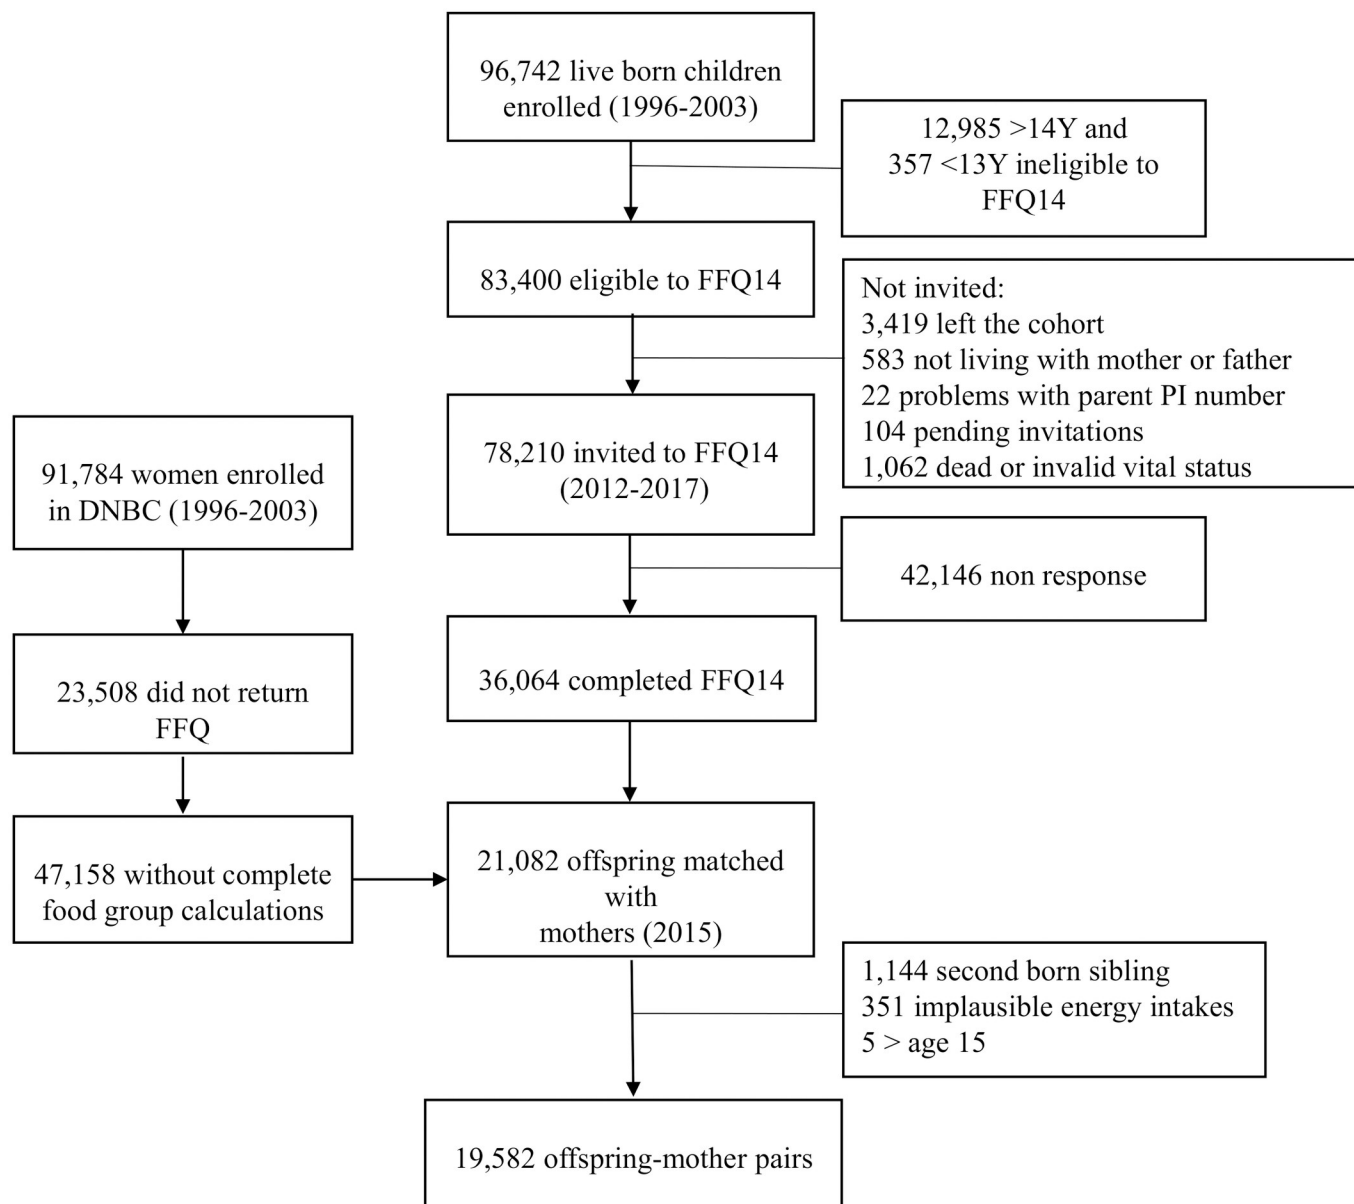 96,742 live born children
enrolled (1996-2003)
12,985 >14Y and
357 <13Y ineligible to
FFQ14
83,400 eligible to FFQ14
Not invited:
3,419 left the cohort
583 not living with mother or father
22 problems with parent PI number
104 pending invitations
1,062 dead or invalid vital status
78,210 invited to FFQ14
(2012-2017)
91,784 women enrolled
in DNBC (1996-2003)
42,146 non response
23,508 did not return
FFQ
36,064 completed FFQ14
47,158 without complete
food group calculations
21,082 offspring matched
with
mothers (2015)
1,144 second born sibling
351 implausible energy intakes
5 > age 15
19,582 offspring-mother pairs